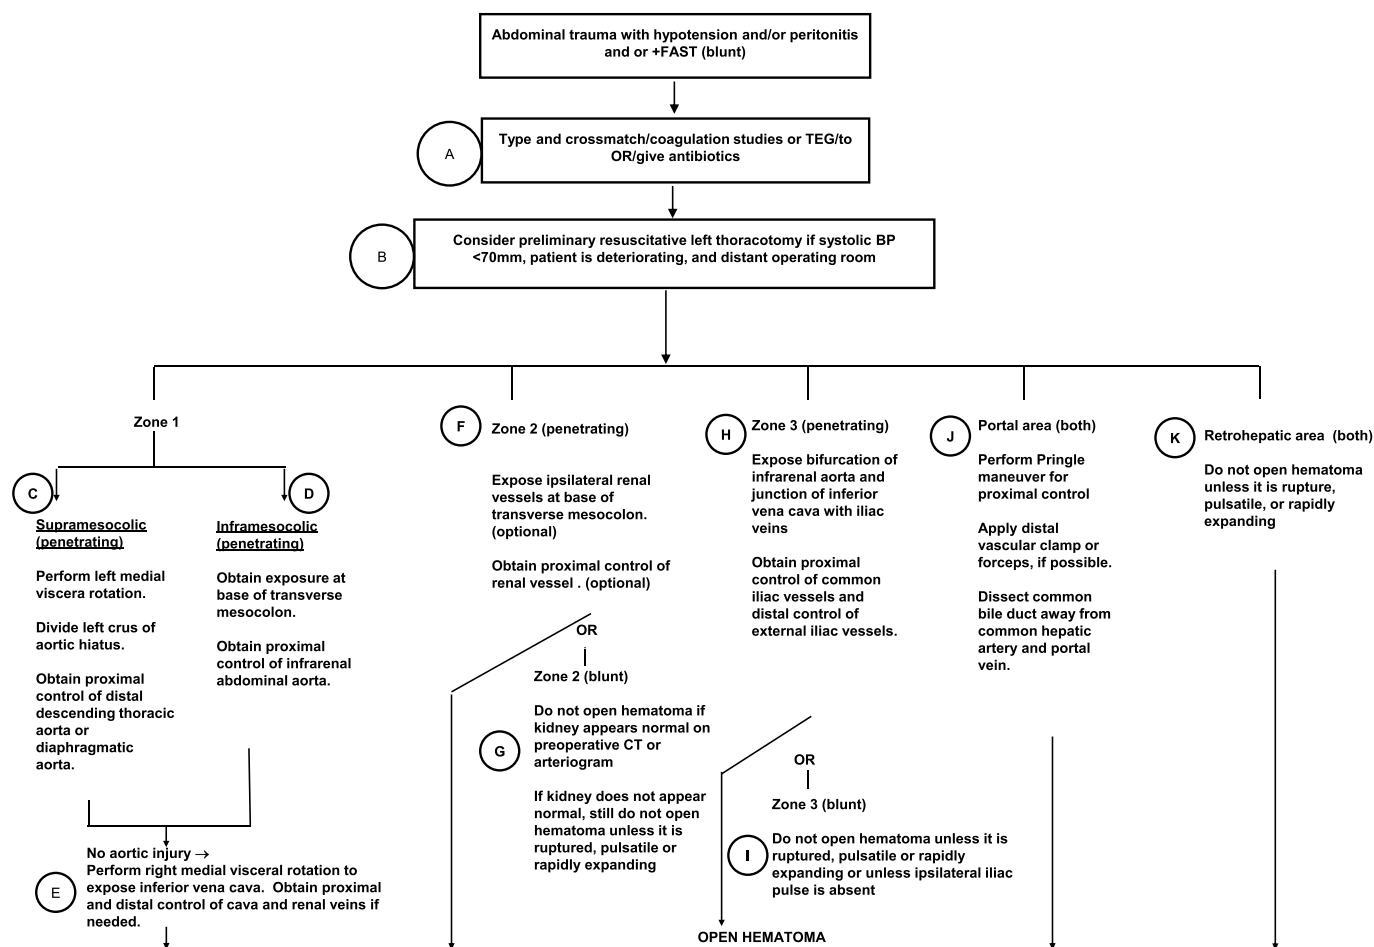 Abdominal trauma with hypotension and/or peritonitis
and or +FAST (blunt)
A
Type and crossmatch/coagulation studies or TEG/to
OR/give antibiotics
B
Consider preliminary resuscitative left thoracotomy if systolic BP
<70mm, patient is deteriorating, and distant operating room
Zone 1
C
Supramesocolic
(penetrating)
Perform left medial
viscera rotation.
Divide left crus of
aortic hiatus.
Obtain proximal
control of distal
descending thoracic
aorta or
diaphragmatic
aorta.
D
Inframesocolic
(penetrating)
Obtain exposure at
base of transverse
mesocolon.
Obtain proximal
control of infrarenal
abdominal aorta.
E
No aortic injury →
Perform right medial visceral rotation to
expose inferior vena cava. Obtain proximal
and distal control of cava and renal veins if
needed.
F
Zone 2 (penetrating)
Expose ipsilateral renal
vessels at base of
transverse mesocolon.
(optional)
Obtain proximal control of
renal vessel . (optional)
OR
Zone 2 (blunt)
G
Do not open hematoma if
kidney appears normal on
preoperative CT or
arteriogram
If kidney does not appear
normal, still do not open
hematoma unless it is
ruptured, pulsatile or
rapidly expanding
H
Zone 3 (penetrating)
Expose bifurcation of
infrarenal aorta and
junction of inferior
vena cava with iliac
veins
Obtain proximal
control of common
iliac vessels and
distal control of
external iliac vessels.
OR
Zone 3 (blunt)
I
Do not open hematoma unless it is
ruptured, pulsatile or rapidly
expanding or unless ipsilateral iliac
pulse is absent
OPEN HEMATOMA
J
Portal area (both)
Perform Pringle
maneuver for
proximal control
Apply distal
vascular clamp or
forceps, if possible.
Dissect common
bile duct away from
common hepatic
artery and portal
vein.
K
Retrohepatic area (both)
Do not open hematoma
unless it is rupture,
pulsatile, or rapidly
expanding